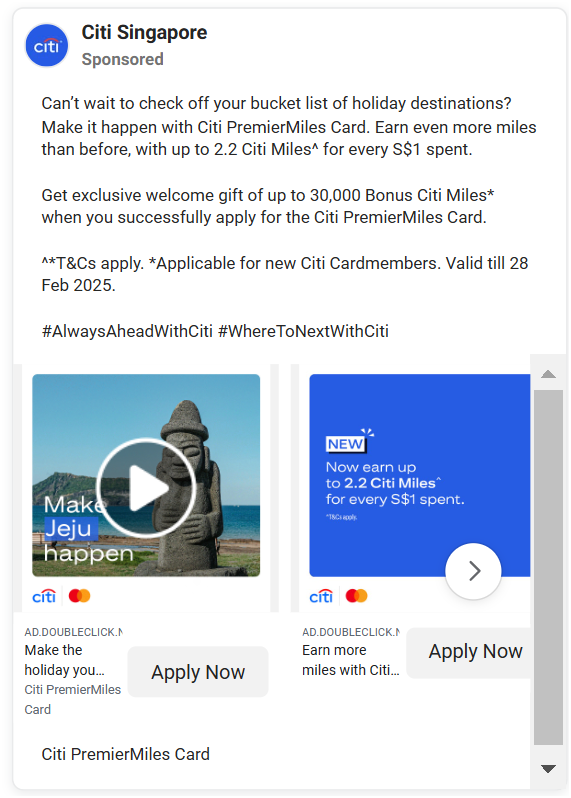 Citi Singapore
Sponsored
Can’t wait to check off your bucket list of holiday destinations?
Make it happen with Citi PremierMiles Card. Earn even more miles
than before, with up to 2.2 Citi Miles^ for every S$1 spent.
Get exclusive welcome gift of up to 30,000 Bonus Citi Miles*
when you successfully apply for the Citi PremierMiles Card.
^*T&Cs apply. *Applicable for new Citi Cardmembers. Valid till 28
Feb 2025.
#AlwaysAheadWithCiti #WhereToNextWithCiti
Make
Jeju
happen
citi
AD.DOUBLECLICK.N
Make the
holiday you...
Citi PremierMiles
Card
Apply Now
NEW
Now earn up
to 2.2 Citi Miles^
for every S$1 spent.
^T&Cs apply.
citi
AD.DOUBLECLICK.N
Earn more
miles with Citi...
Apply Now
Citi PremierMiles Card